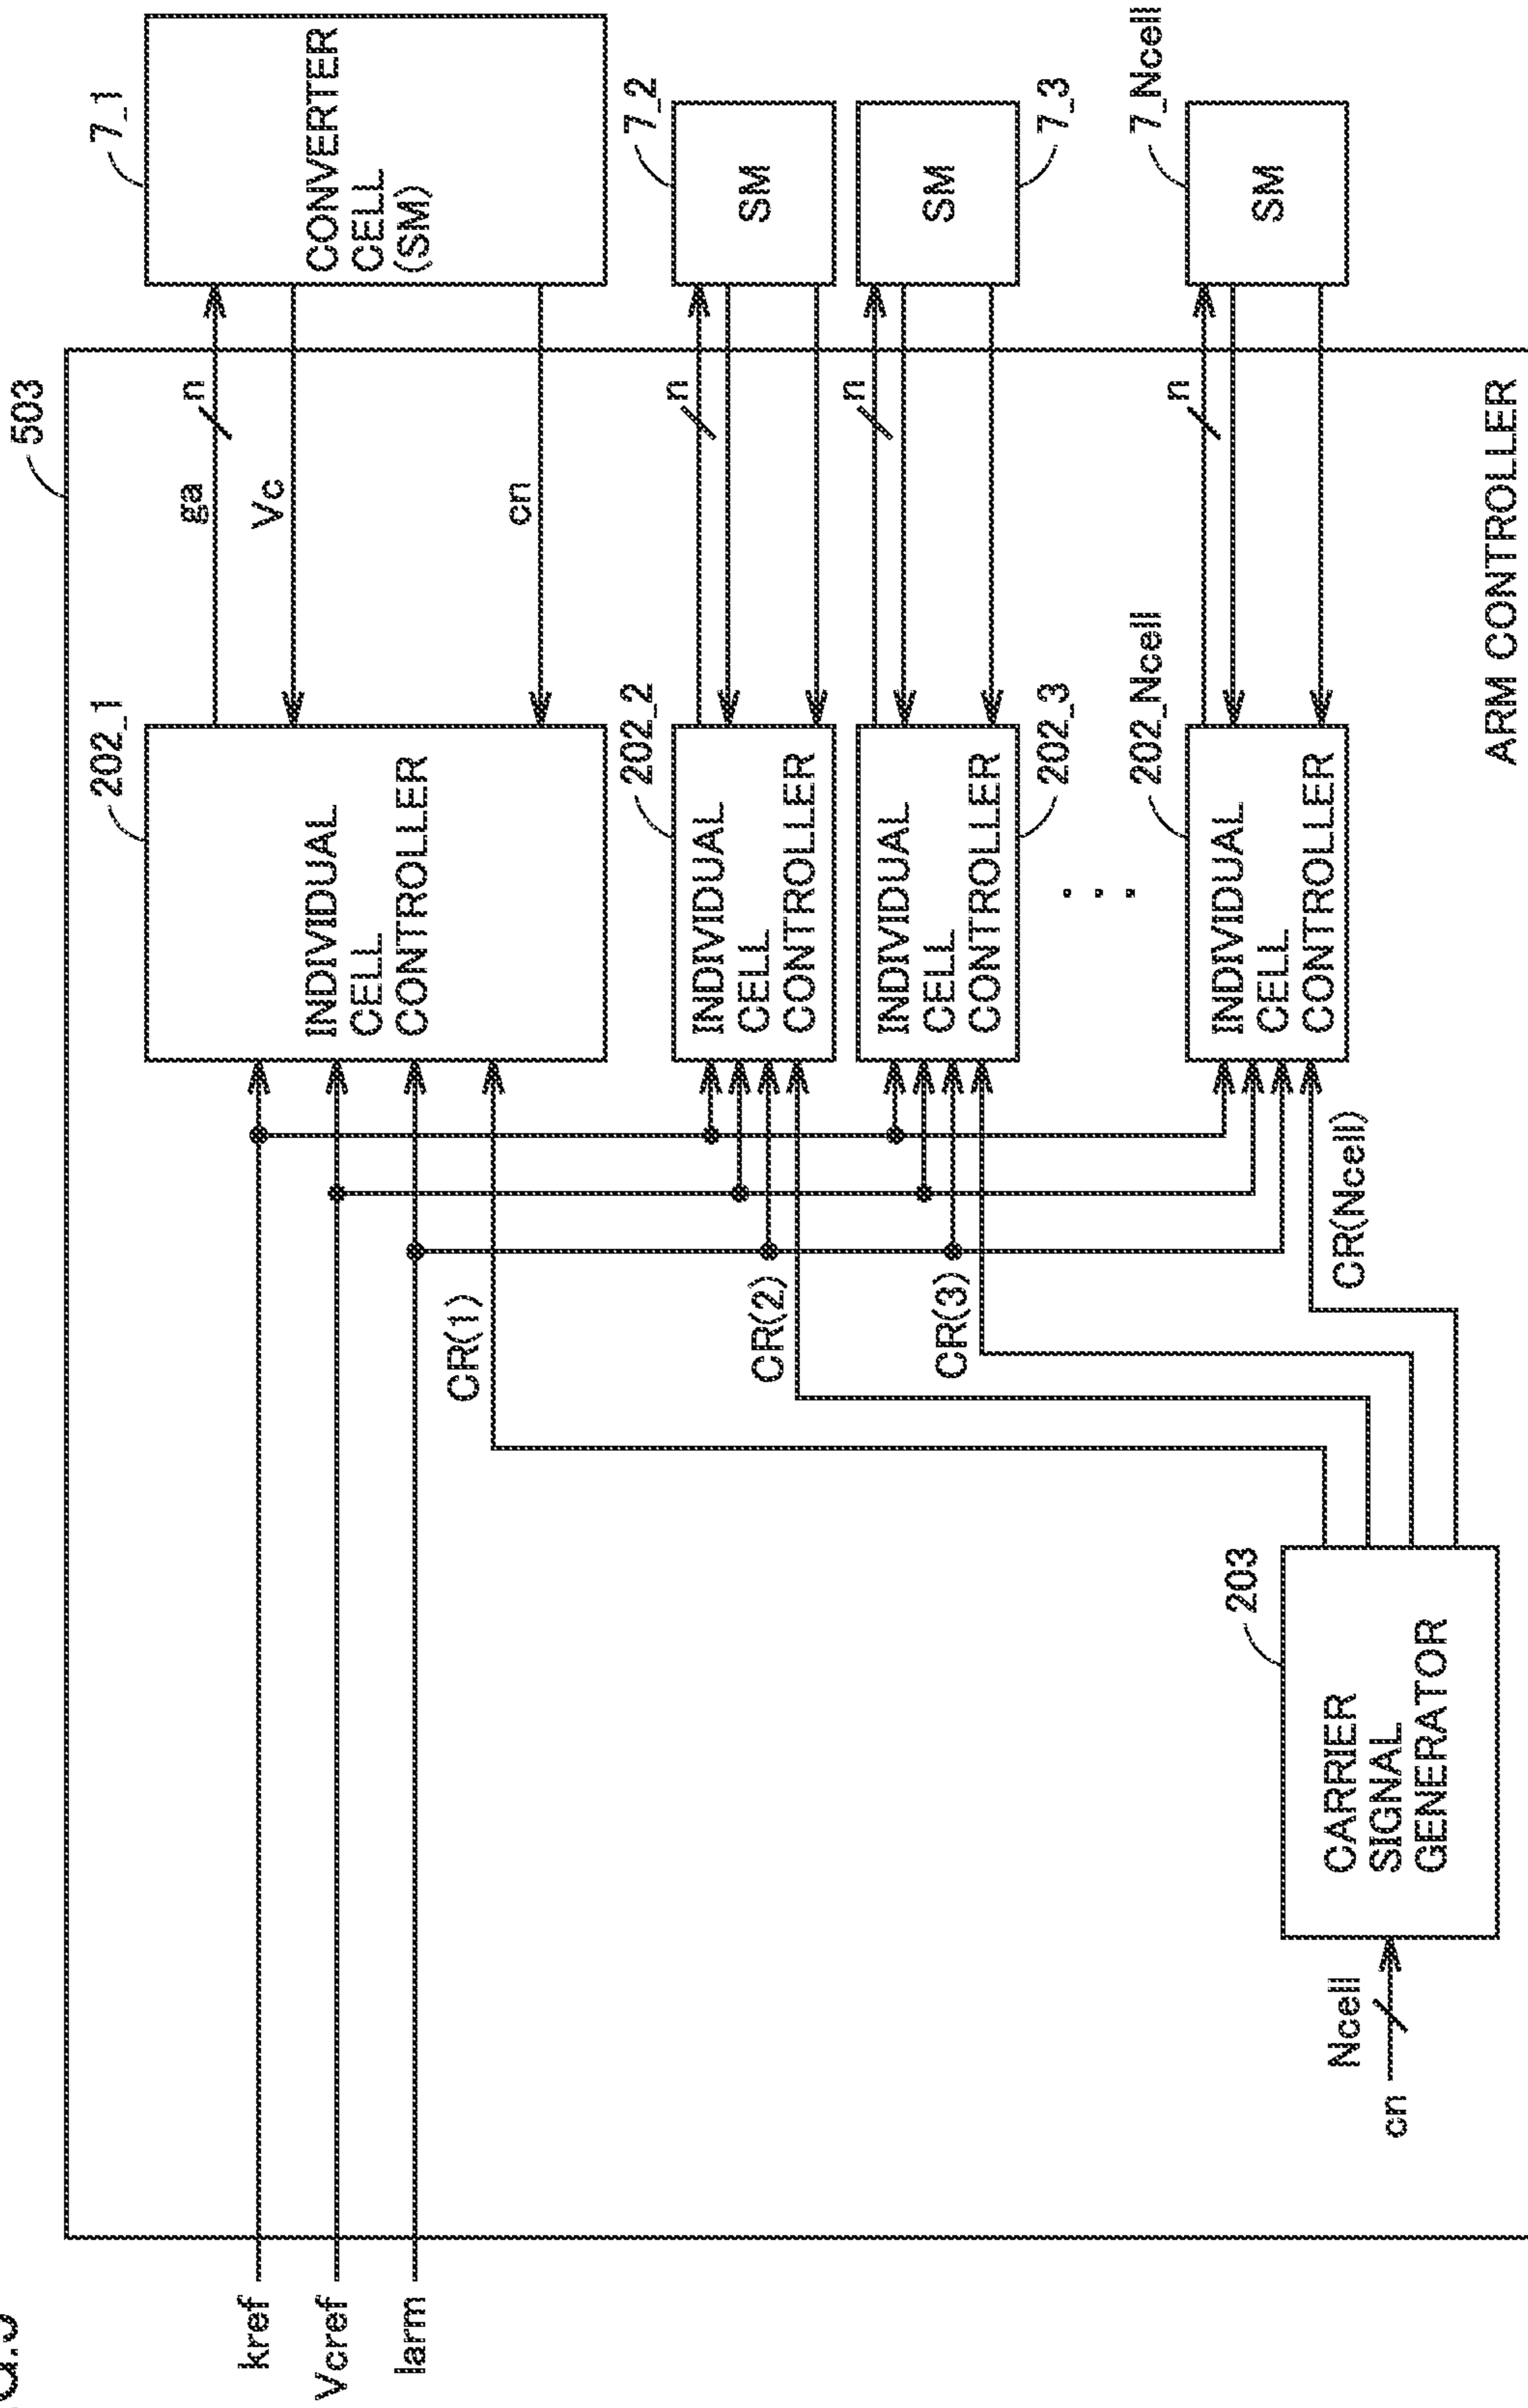 503
7_1
202_1
ga
n
Vc
cn
CONVERTER
CELL
(SM)
INDIVIDUAL
CELL
CONTROLLER
kref
Vcref
Iarm
CR(1)
202_2
INDIVIDUAL
CELL
CONTROLLER
n
7_2
SM
CR(2)
INDIVIDUAL
CELL
CONTROLLER
202_3
n
SM
7_3
CR(3)
. . .
202_Ncell
INDIVIDUAL
CELL
CONTROLLER
n
7_Ncell
SM
CR(Ncell)
203
CARRIER
SIGNAL
GENERATOR
Ncell
cn
ARM CONTROLLER